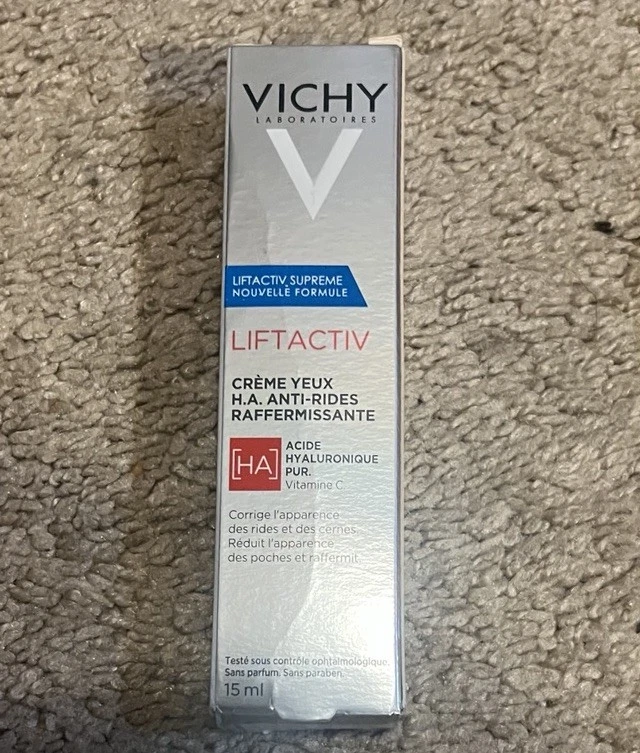 VICHY
LABORATOIRES
V
LIFTACTIV SUPREME
NOUVELLE FORMULE
LIFTACTIV
CRÈME YEUX
H.A. ANTI-RIDES
RAFFERMISSANTE
[HA]
ACIDE
HYALURONIQUE
PUR.
Vitamine C
Corrige l'apparence
des rides et des cernes.
Réduit l'apparence
des poches et raffermit.
Testé sous contrôle ophtalmologique.
Sans parfum. Sans paraben.
15 ml